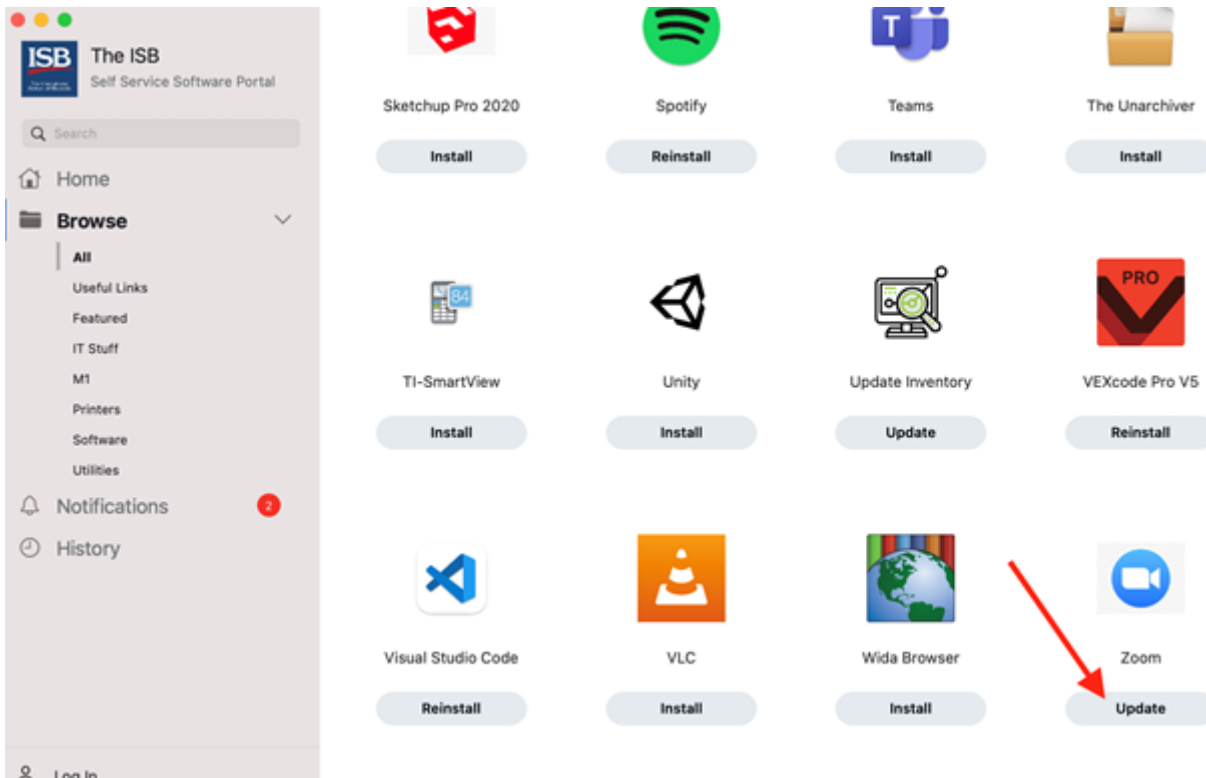 ISB
The ISB
Self Service Software Portal
Search
Home
Browse
All
Useful Links
Featured
IT Stuff
M1
Printers
Software
Utilities
Notifications
2
History
Log In
T
Sketchup Pro 2020
Spotify
Teams
The Unarchiver
Install
Reinstall
Install
Install
84
PRO
TI-SmartView
Unity
Update Inventory
VEXcode Pro V5
Install
Install
Update
Reinstall
Visual Studio Code
VLC
Wida Browser
Zoom
Reinstall
Install
Install
Update